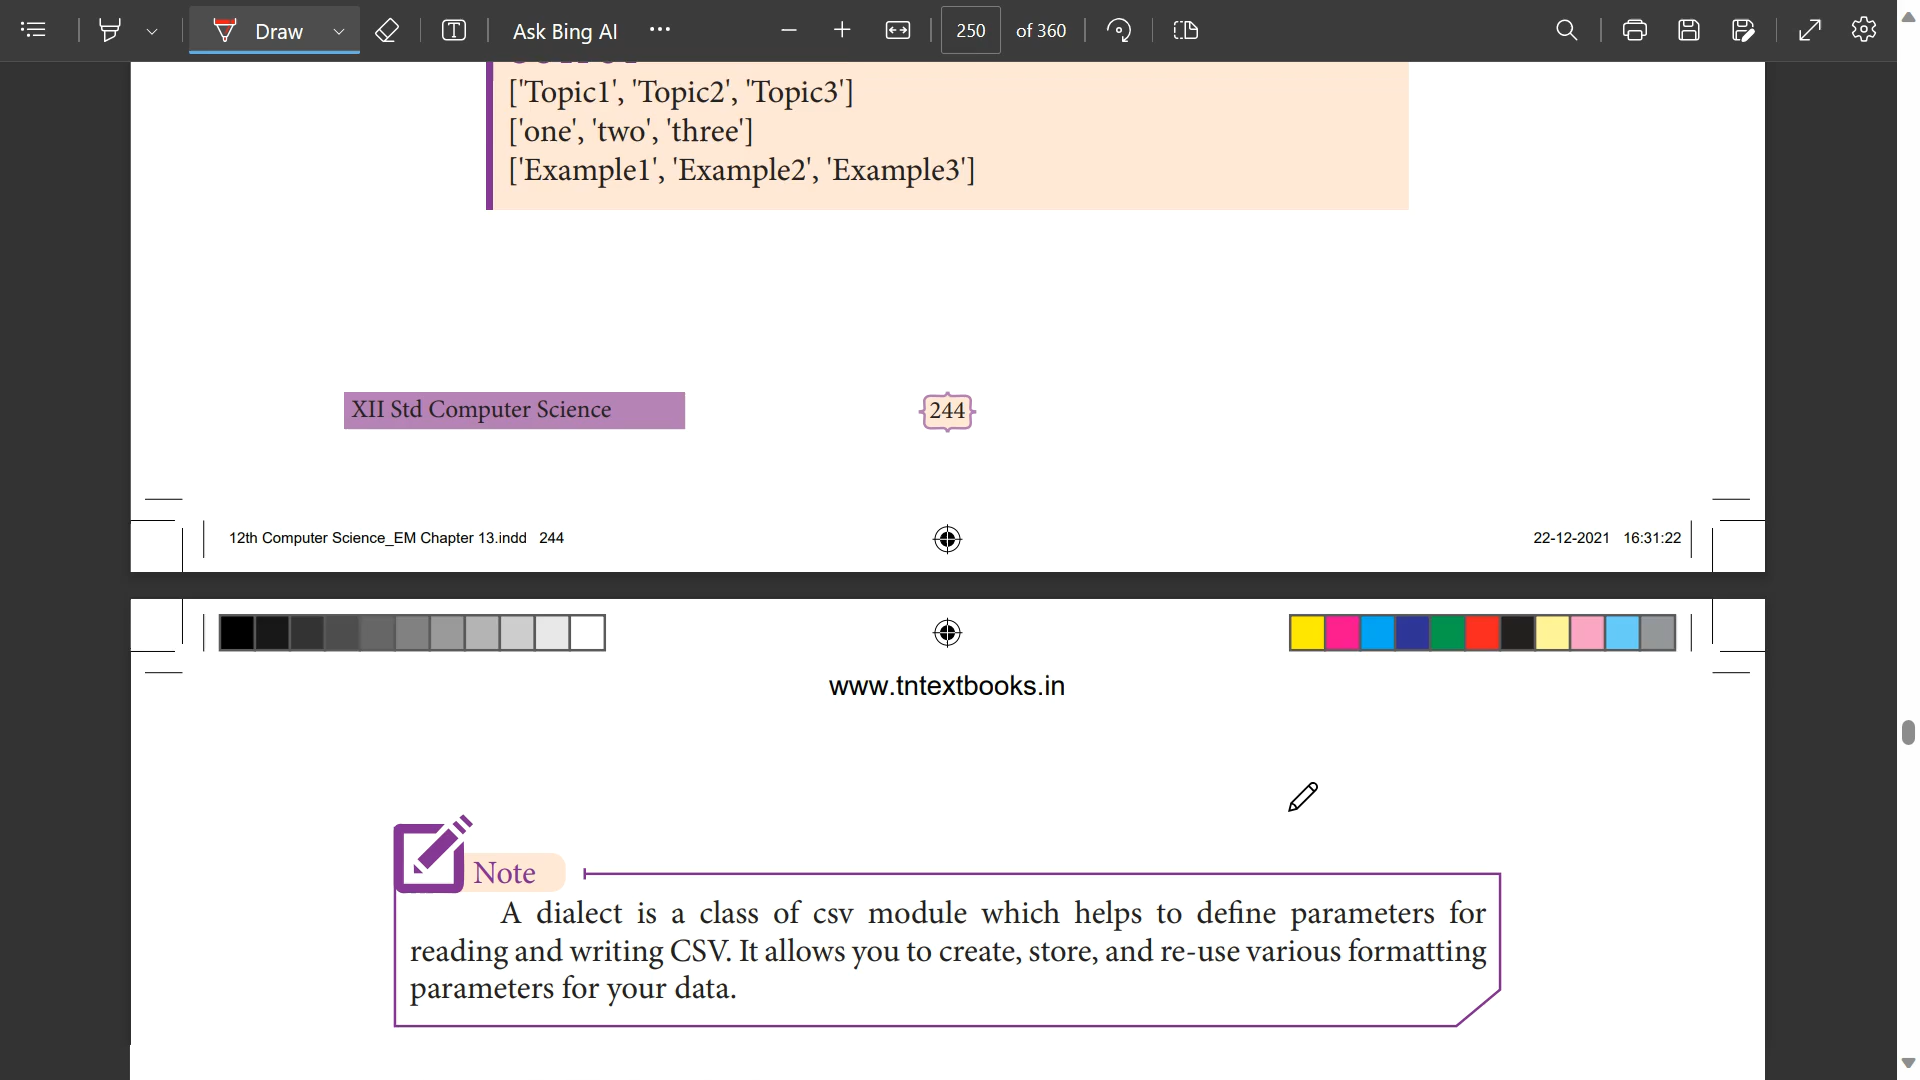 Draw
Ask Bing AI
250 of 360
['Topic1', 'Topic2', 'Topic3']
['one', 'two', 'three']
['Example1', 'Example2', 'Example3']
XII Std Computer Science
244
12th Computer Science_EM Chapter 13.indd 244
22-12-2021 16:31:22
www.tntextbooks.in
Note
A dialect is a class of csv module which helps to define parameters for
reading and writing CSV. It allows you to create, store, and re-use various formatting
parameters for your data.